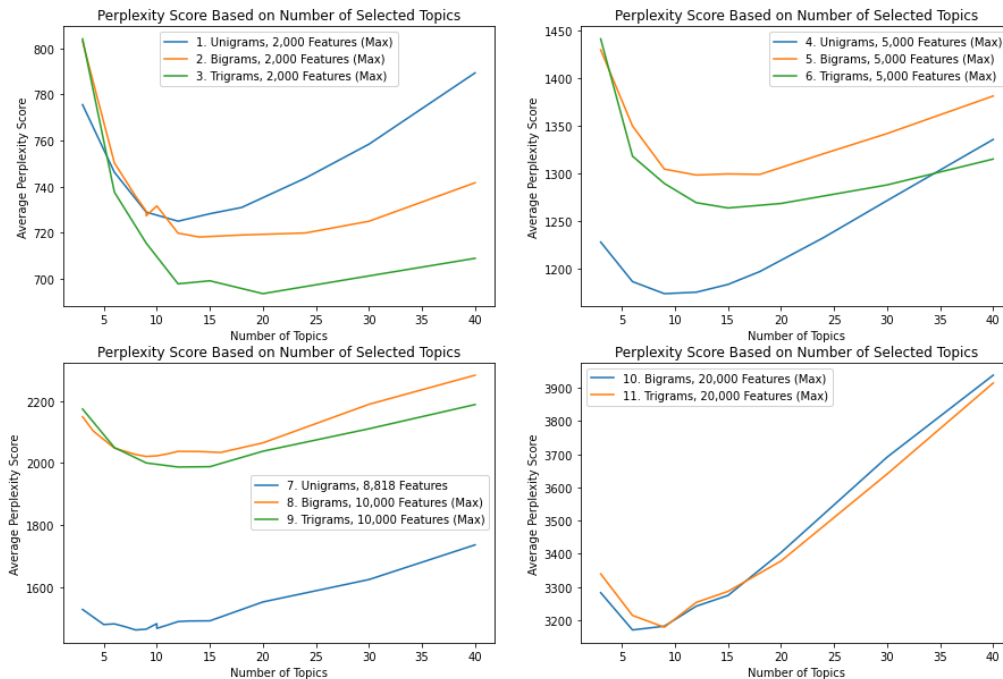 Perplexity Score Based on Number of Selected Topics
Average Perplexity Score
800
780
760
740
720
700
1. Unigrams, 2,000 Features (Max)
2. Bigrams, 2,000 Features (Max)
3. Trigrams, 2,000 Features (Max)
5 10 15 20 25 30 35 40
Number of Topics
Perplexity Score Based on Number of Selected Topics
Average Perplexity Score
1450
1400
1350
1300
1250
1200
4. Unigrams, 5,000 Features (Max)
5. Bigrams, 5,000 Features (Max)
6. Trigrams, 5,000 Features (Max)
5 10 15 20 25 30 35 40
Number of Topics
Perplexity Score Based on Number of Selected Topics
Average Perplexity Score
2200
2000
1800
1600
7. Unigrams, 8,818 Features
8. Bigrams, 10,000 Features (Max)
9. Trigrams, 10,000 Features (Max)
5 10 15 20 25 30 35 40
Number of Topics
Perplexity Score Based on Number of Selected Topics
Average Perplexity Score
3900
3800
3700
3600
3500
3400
3300
3200
10. Bigrams, 20,000 Features (Max)
11. Trigrams, 20,000 Features (Max)
5 10 15 20 25 30 35 40
Number of Topics